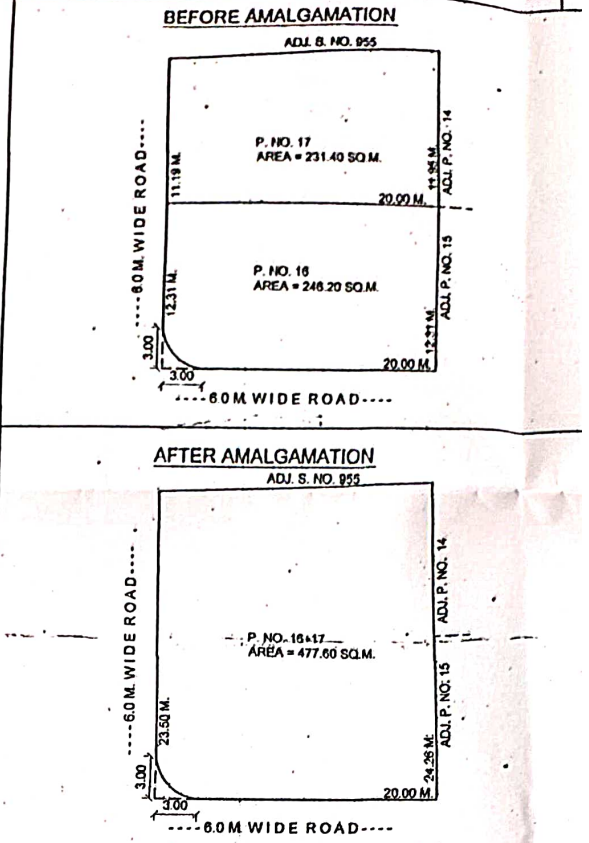 BEFORE AMALGAMATION
ADJ. B. NO. 955
----6.0 M. WIDE ROAD----
11.19 M.
P. NO. 17
AREA = 231.40 SQ.M.
11.95 M.
ADJ. P. NO. 14
20.00 M.
12.31 M.
P. NO. 16
AREA = 246.20 SQ.M.
12.31 M.
ADJ. P. NO. 15
3.00
3.00
20.00 M.
----6.0 M. WIDE ROAD----
AFTER AMALGAMATION
ADJ. S. NO. 955
----6.0 M. WIDE ROAD----
ADJ. P. NO. 14
P. NO. 16+17
AREA = 477.60 SQ.M.
23.50 M.
24.26 M.
ADJ. P. NO. 15
3.00
3.00
20.00 M.
----6.0 M. WIDE ROAD----